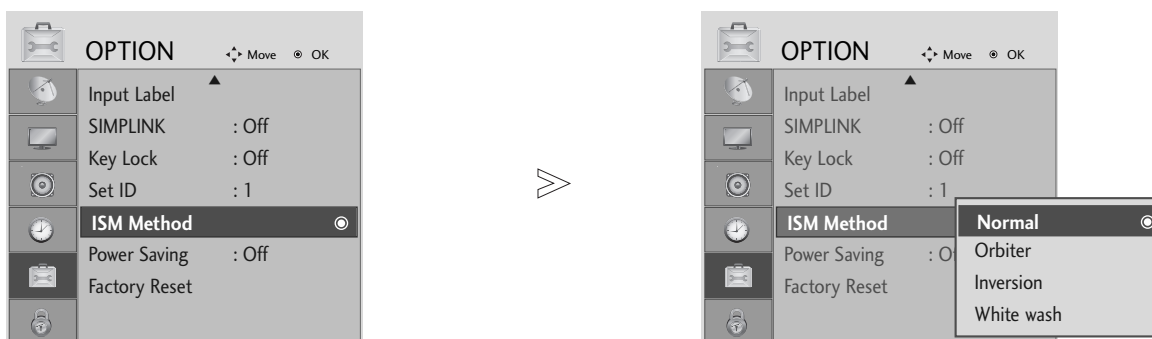 OPTION Move OK
Input Label
SIMPLINK : Off
Key Lock : Off
Set ID : 1
ISM Method
Power Saving : Off
Factory Reset
OPTION Move OK
Input Label
SIMPLINK : Off
Key Lock : Off
Set ID : 1
ISM Method
Power Saving : O
Factory Reset
Normal
Orbiter
Inversion
White wash